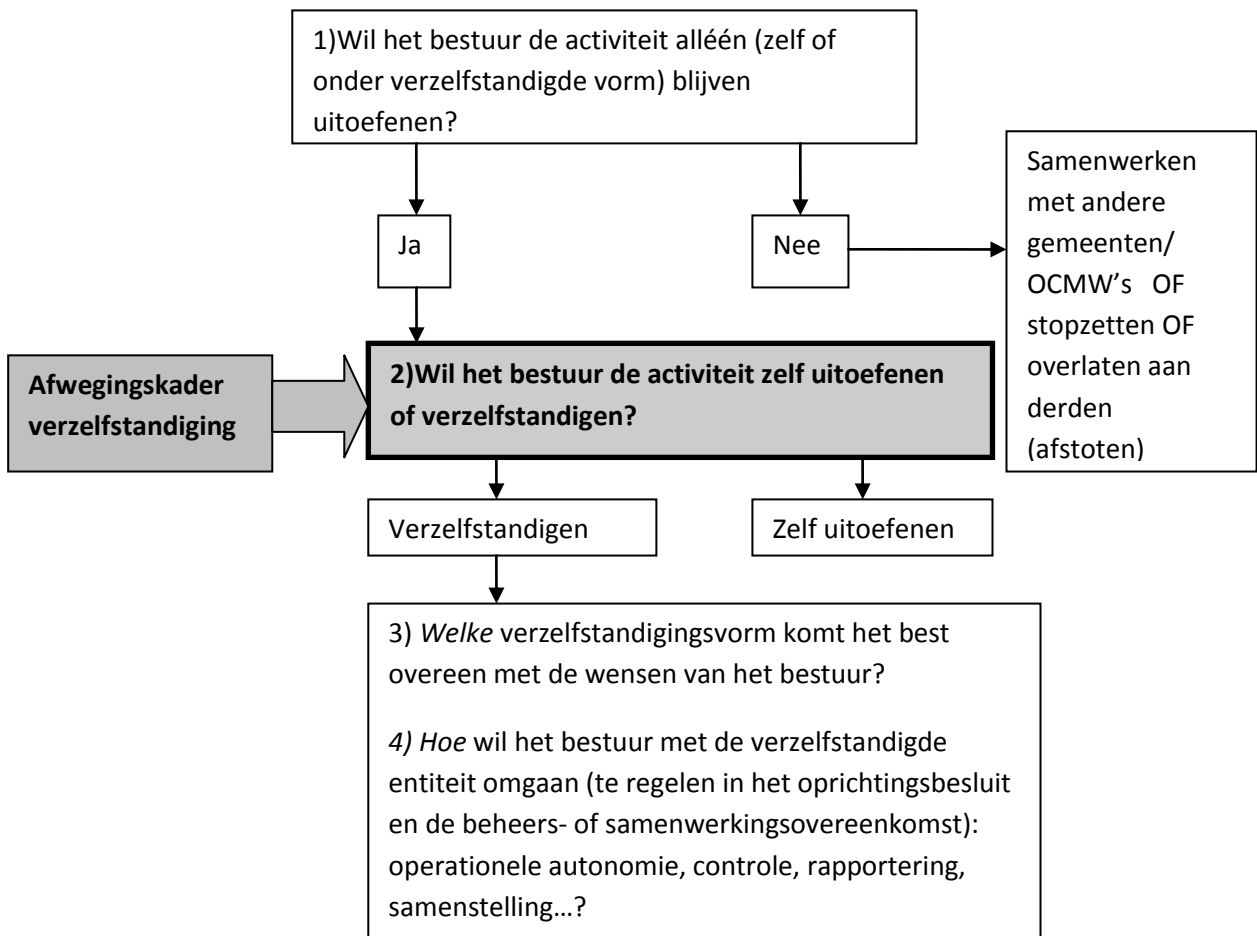 1)Wil het bestuur de activiteit alléén (zelf of
onder verzelfstandigde vorm) blijven
uitoefenen?
Ja
Nee
Samenwerken
met andere
gemeenten/
OCMW’s OF
stopzetten OF
overlaten aan
derden
(afstoten)
Afwegingskader
verzelfstandiging
2)Wil het bestuur de activiteit zelf uitoefenen
of verzelfstandigen?
Verzelfstandigen
Zelf uitoefenen
3) Welke verzelfstandigingsvorm komt het best
overeen met de wensen van het bestuur?
4) Hoe wil het bestuur met de verzelfstandigde
entiteit omgaan (te regelen in het oprichtingsbesluit
en de beheers- of samenwerkingsovereenkomst):
operationele autonomie, controle, rapportering,
samenstelling…?